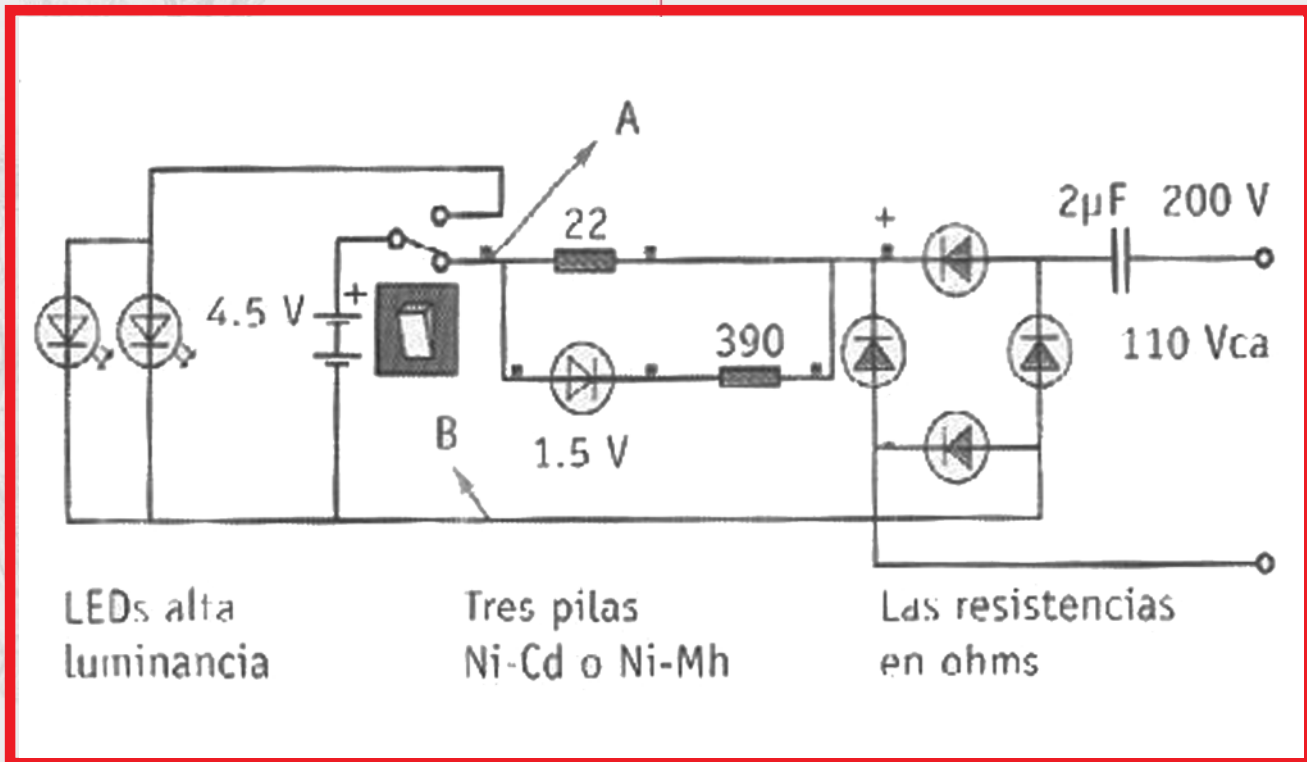 A
2µF 200 V
22
+
4.5 V
+
390
110 Vca
B
1.5 V
LEDs alta
luminancia
Tres pilas
Ni-Cd o Ni-Mh
Las resistencias
en ohms